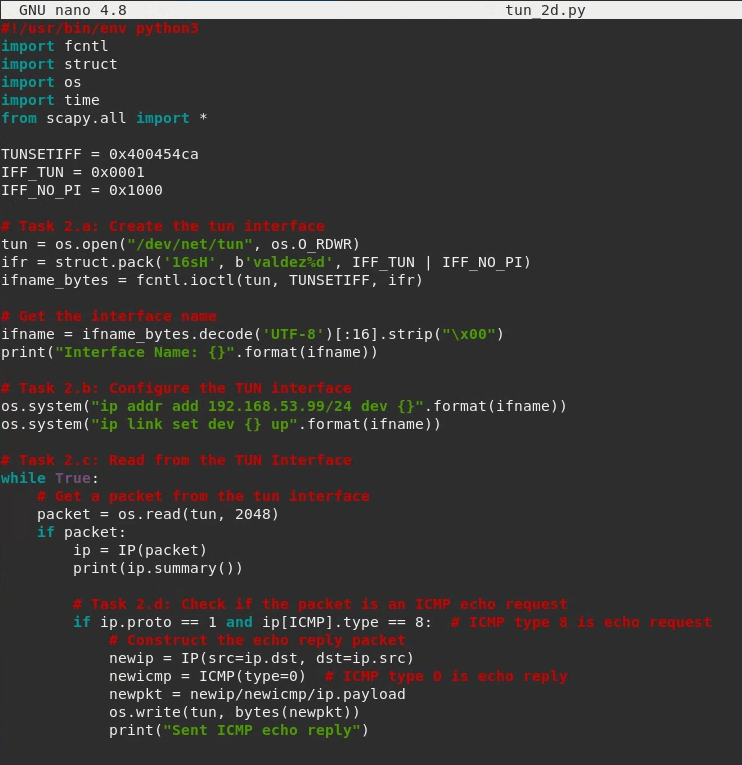 GNU nano 4.8 tun_2d.py
#!/usr/bin/env python3
import fcntl
import struct
import os
import time
from scapy.all import *

TUNSETIFF = 0x400454ca
IFF_TUN = 0x0001
IFF_NO_PI = 0x1000

# Task 2.a: Create the tun interface
tun = os.open("/dev/net/tun", os.O_RDWR)
ifr = struct.pack('16sH', b'valdez%d', IFF_TUN | IFF_NO_PI)
ifname_bytes = fcntl.ioctl(tun, TUNSETIFF, ifr)

# Get the interface name
ifname = ifname_bytes.decode('UTF-8')[:16].strip("\x00")
print("Interface Name: {}".format(ifname))

# Task 2.b: Configure the TUN interface
os.system("ip addr add 192.168.53.99/24 dev {}".format(ifname))
os.system("ip link set dev {} up".format(ifname))

# Task 2.c: Read from the TUN Interface
while True:
    # Get a packet from the tun interface
    packet = os.read(tun, 2048)
    if packet:
        ip = IP(packet)
        print(ip.summary())

        # Task 2.d: Check if the packet is an ICMP echo request
        if ip.proto == 1 and ip[ICMP].type == 8:  # ICMP type 8 is echo request
            # Construct the echo reply packet
            newip = IP(src=ip.dst, dst=ip.src)
            newicmp = ICMP(type=0)  # ICMP type 0 is echo reply
            newpkt = newip/newicmp/ip.payload
            os.write(tun, bytes(newpkt))
            print("Sent ICMP echo reply")